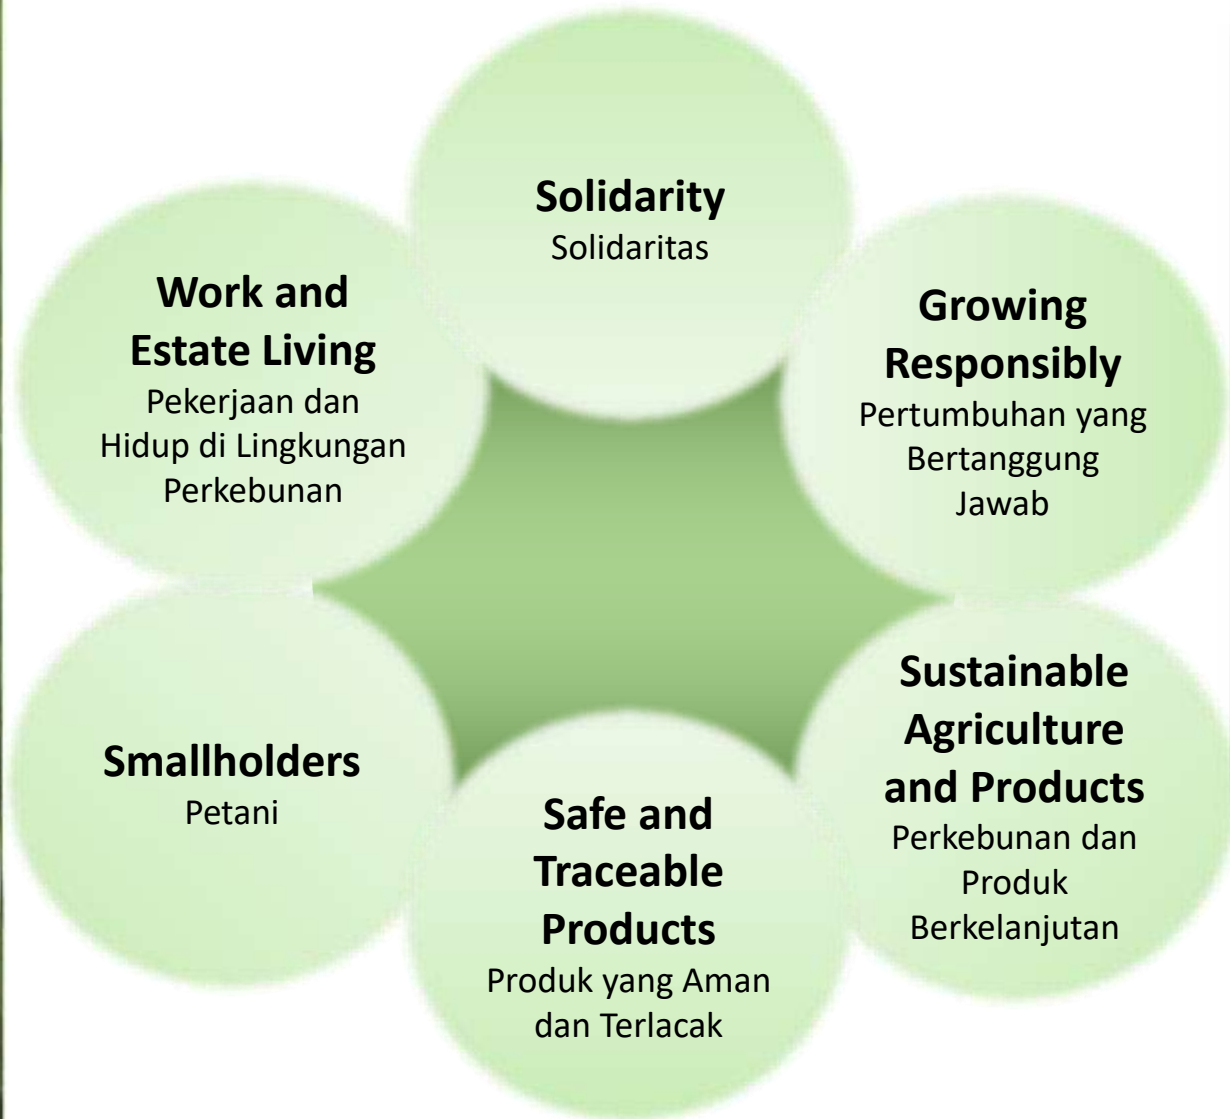 Solidarity
Solidaritas
Work and
Estate Living
Pekerjaan dan
Hidup di Lingkungan
Perkebunan
Growing
Responsibly
Pertumbuhan yang
Bertanggung
Jawab
Smallholders
Petani
Safe and
Traceable
Products
Produk yang Aman
dan Terlacak
Sustainable
Agriculture
and Products
Perkebunan dan
Produk
Berkelanjutan